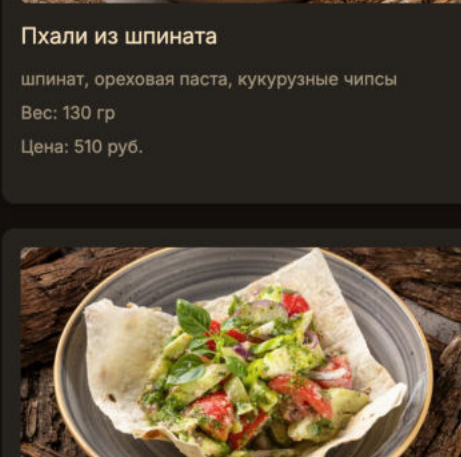 Пхали из шпината
шпинат, ореховая паста, кукурузные чипсы
Вес: 130 гр
Цена: 510 руб.